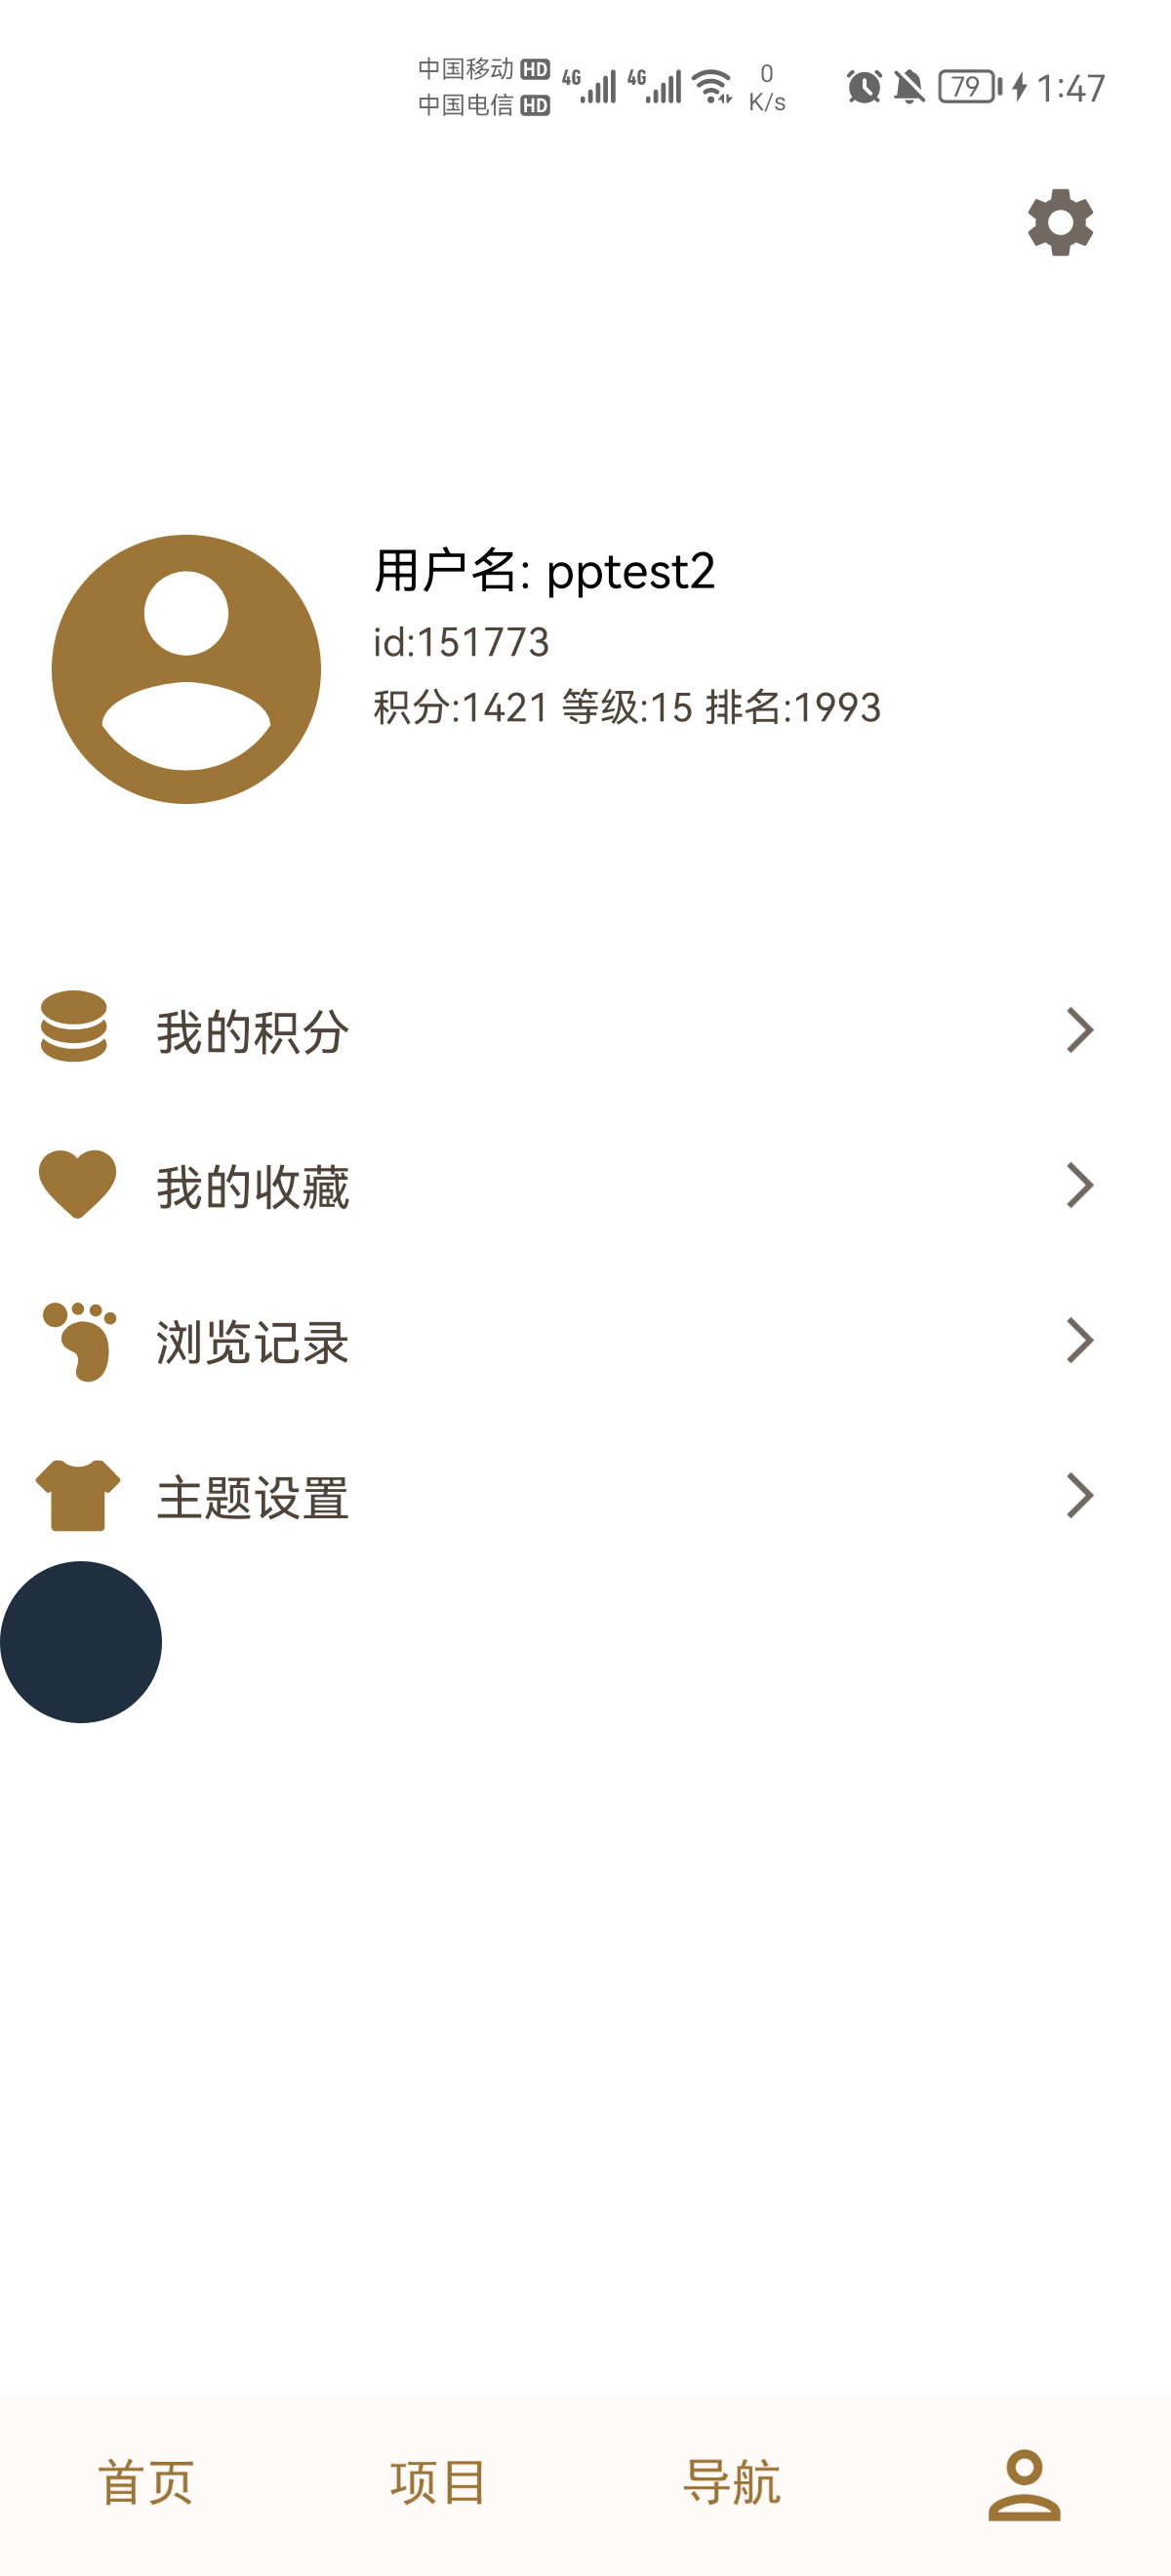 中国移动 HD
中国电信 HD
4G 4G 0 K/s 79 1:47
用户名: pptest2
id:151773
积分:1421 等级:15 排名:1993
我的积分
我的收藏
浏览记录
主题设置
首页 项目 导航